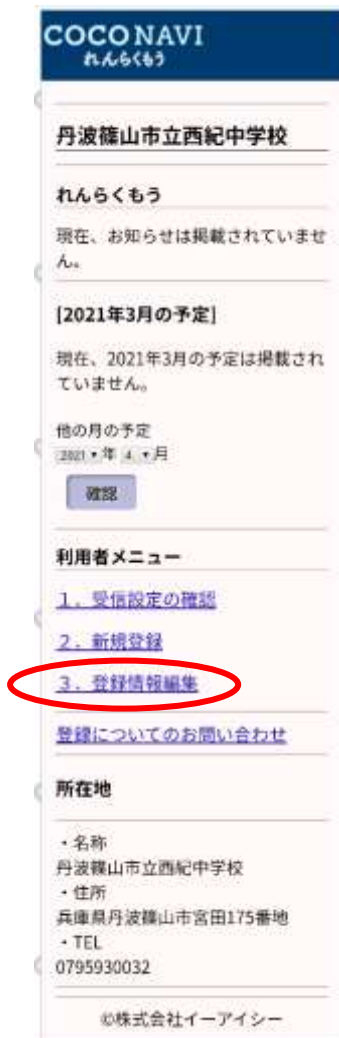 COCO NAVI
れんらくもう
丹波篠山市立西紀中学校
れんらくもう
現在、お知らせは掲載されていませ
ん。
[2021年3月の予定]
現在、2021年3月の予定は掲載され
ていません。
他の月の予定
2021 年 4 月
確認
利用者メニュー
１．受信設定の確認
２．新規登録
３．登録情報編集
登録についてのお問い合わせ
所在地
・名称
丹波篠山市立西紀中学校
・住所
兵庫県丹波篠山市宮田175番地
・TEL
0795930032
©株式会社イーアイシー